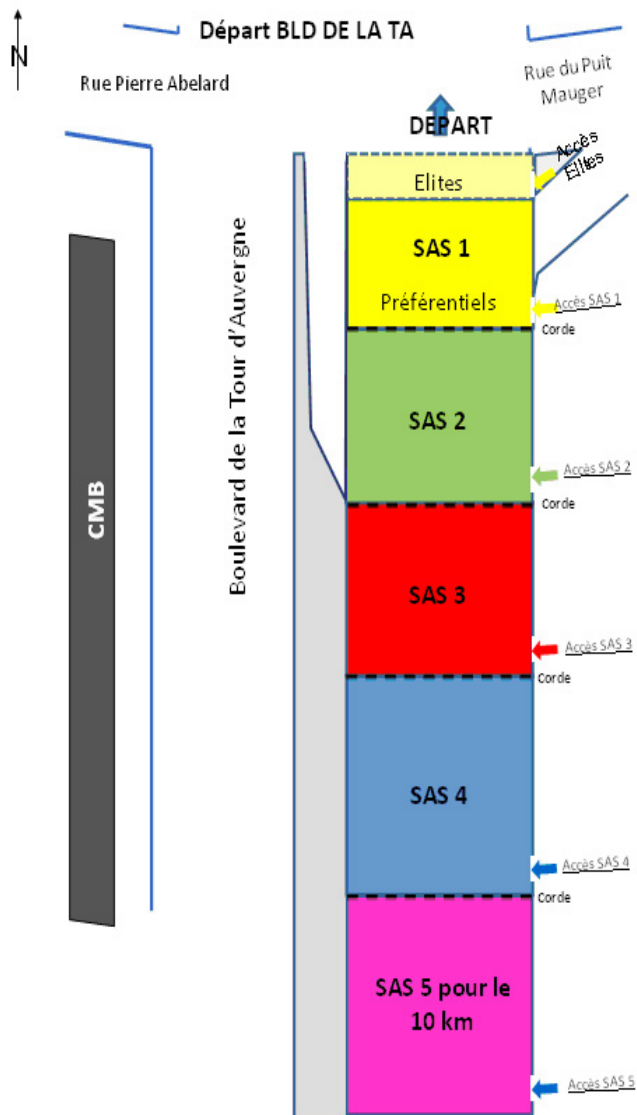 Départ BLD DE LA TA
N
Rue Pierre Abelard
Rue du Puit
Mauger
DEPART
Accès
Elites
Elites
SAS 1
Préférentiels
Accès SAS 1
Corde
Boulevard de la Tour d'Auvergne
SAS 2
Accès SAS 2
Corde
CMB
SAS 3
Accès SAS 3
Corde
SAS 4
Accès SAS 4
Corde
SAS 5 pour le
10 km
Accès SAS 5